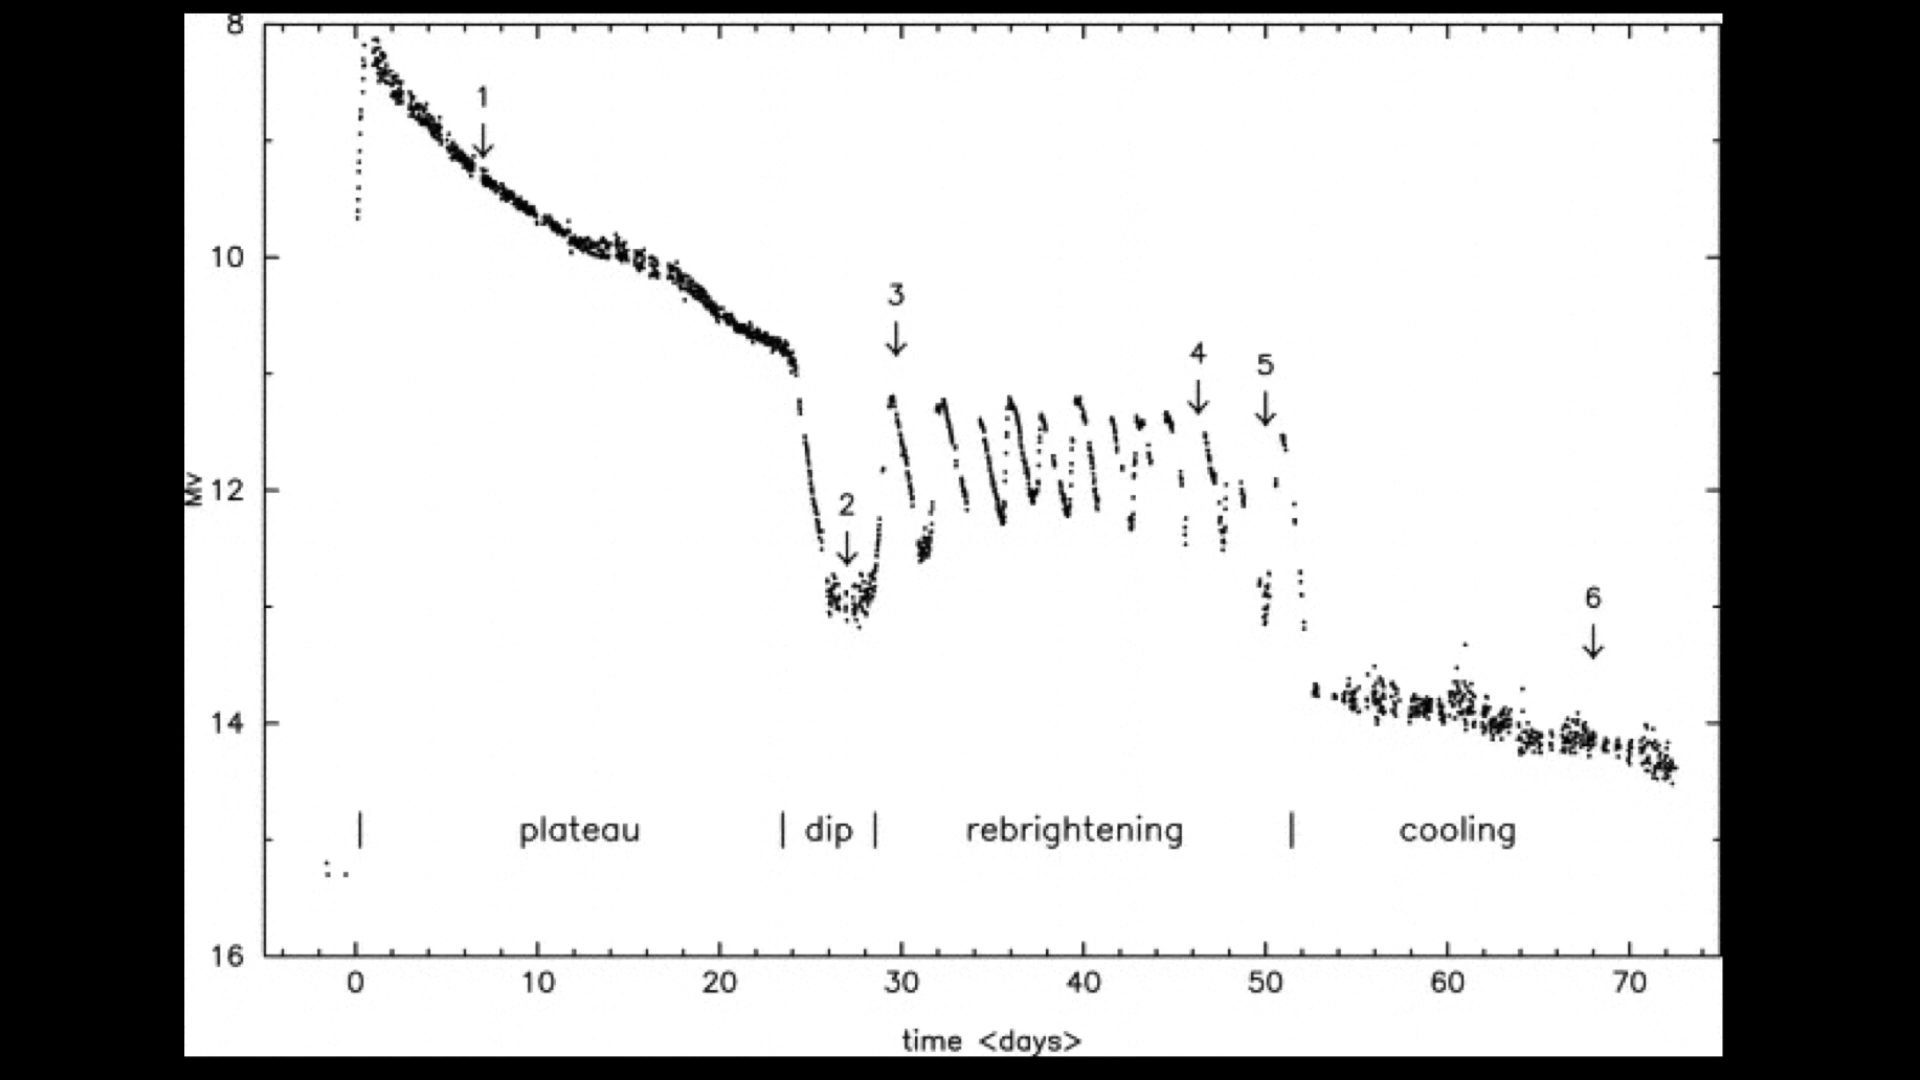 8
1
10
3
4
5
Mv
12
2
6
14
| plateau | dip | rebrightening | cooling
16
0 10 20 30 40 50 60 70
time <days>